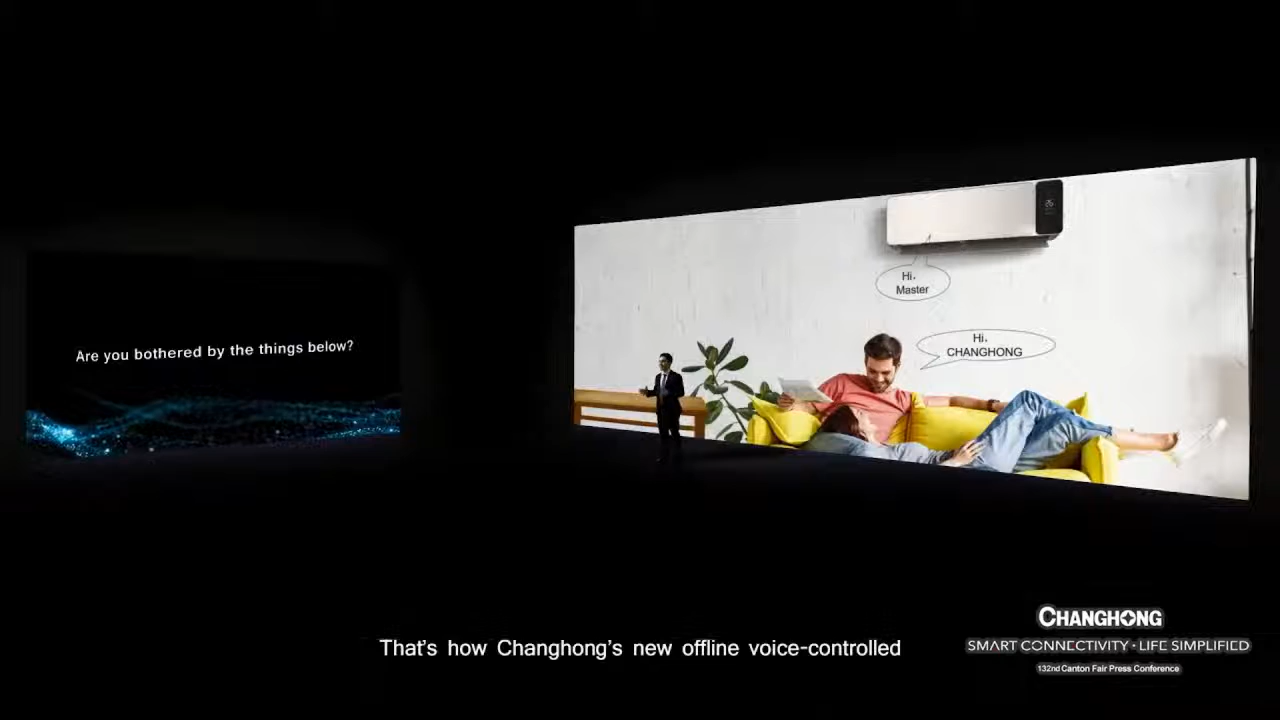 Are you bothered by the things below?
Hi,
Master
Hi,
CHANGHONG
That's how Changhong's new offline voice-controlled
CHANGHONG
SMART CONNECTIVITY · LIFE SIMPLIFIED
132nd Canton Fair Press Conference